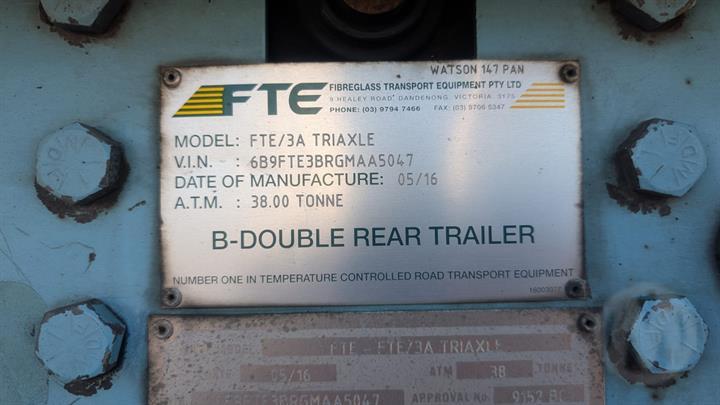 WATSON 147 PAN
FTE FIBREGLASS TRANSPORT EQUIPMENT PTY LTD
9 HEALEY ROAD, DANDENONG, VICTORIA, 3175
PHONE: (03) 9794 7466 FAX: (03) 9706 5347
MODEL: FTE/3A TRIAXLE
V.I.N. : 6B9FTE3BRGMAA5047
DATE OF MANUFACTURE: 05/16
A.T.M. : 38.00 TONNE
B-DOUBLE REAR TRAILER
NUMBER ONE IN TEMPERATURE CONTROLLED ROAD TRANSPORT EQUIPMENT
FTE - FTE/3A TRIAXLE
05/16 ATM 38 TONNE
APPROVAL No.